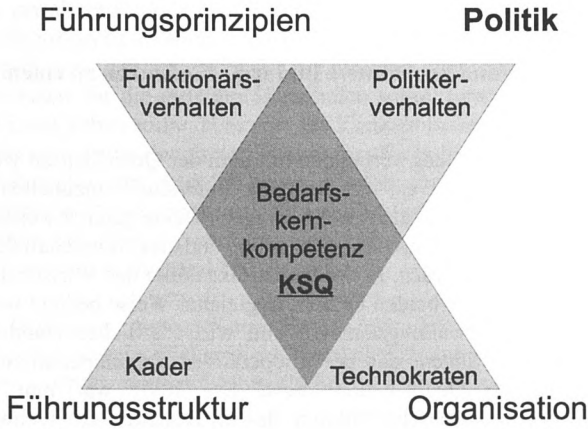 Führungsprinzipien Politik
Funktionärs-
verhalten
Politiker-
verhalten
Bedarfs-
kern-
kompetenz
KSQ
Kader Technokraten
Führungsstruktur Organisation